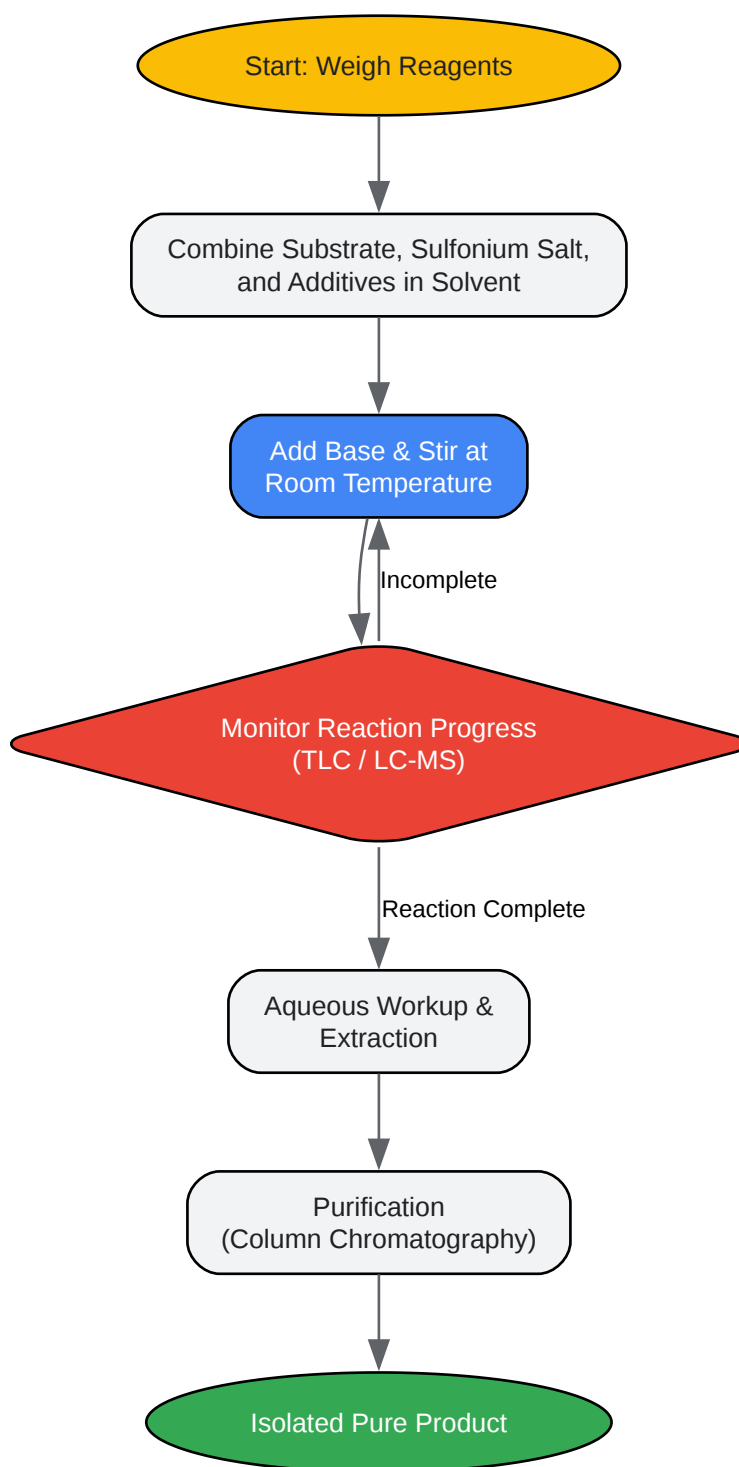 Start: Weigh Reagents
Combine Substrate, Sulfonium Salt,
and Additives in Solvent
Add Base & Stir at
Room Temperature
Incomplete
Monitor Reaction Progress
(TLC / LC-MS)
Reaction Complete
Aqueous Workup &
Extraction
Purification
(Column Chromatography)
Isolated Pure Product